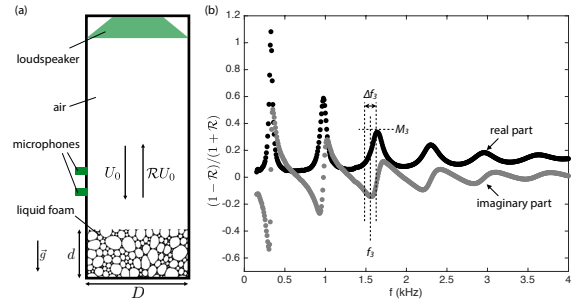 (a)
loudspeaker
air
microphones
U₀
ℛU₀
liquid foam
g⃗
d
D
(b)
(1 − ℛ)/(1 + ℛ)
1.2
1.0
0.8
0.6
0.4
0.2
0
-0.2
-0.4
-0.6
Δf₃
M₃
real part
imaginary part
f₃
0 0.5 1 1.5 2 2.5 3 3.5 4
f (kHz)